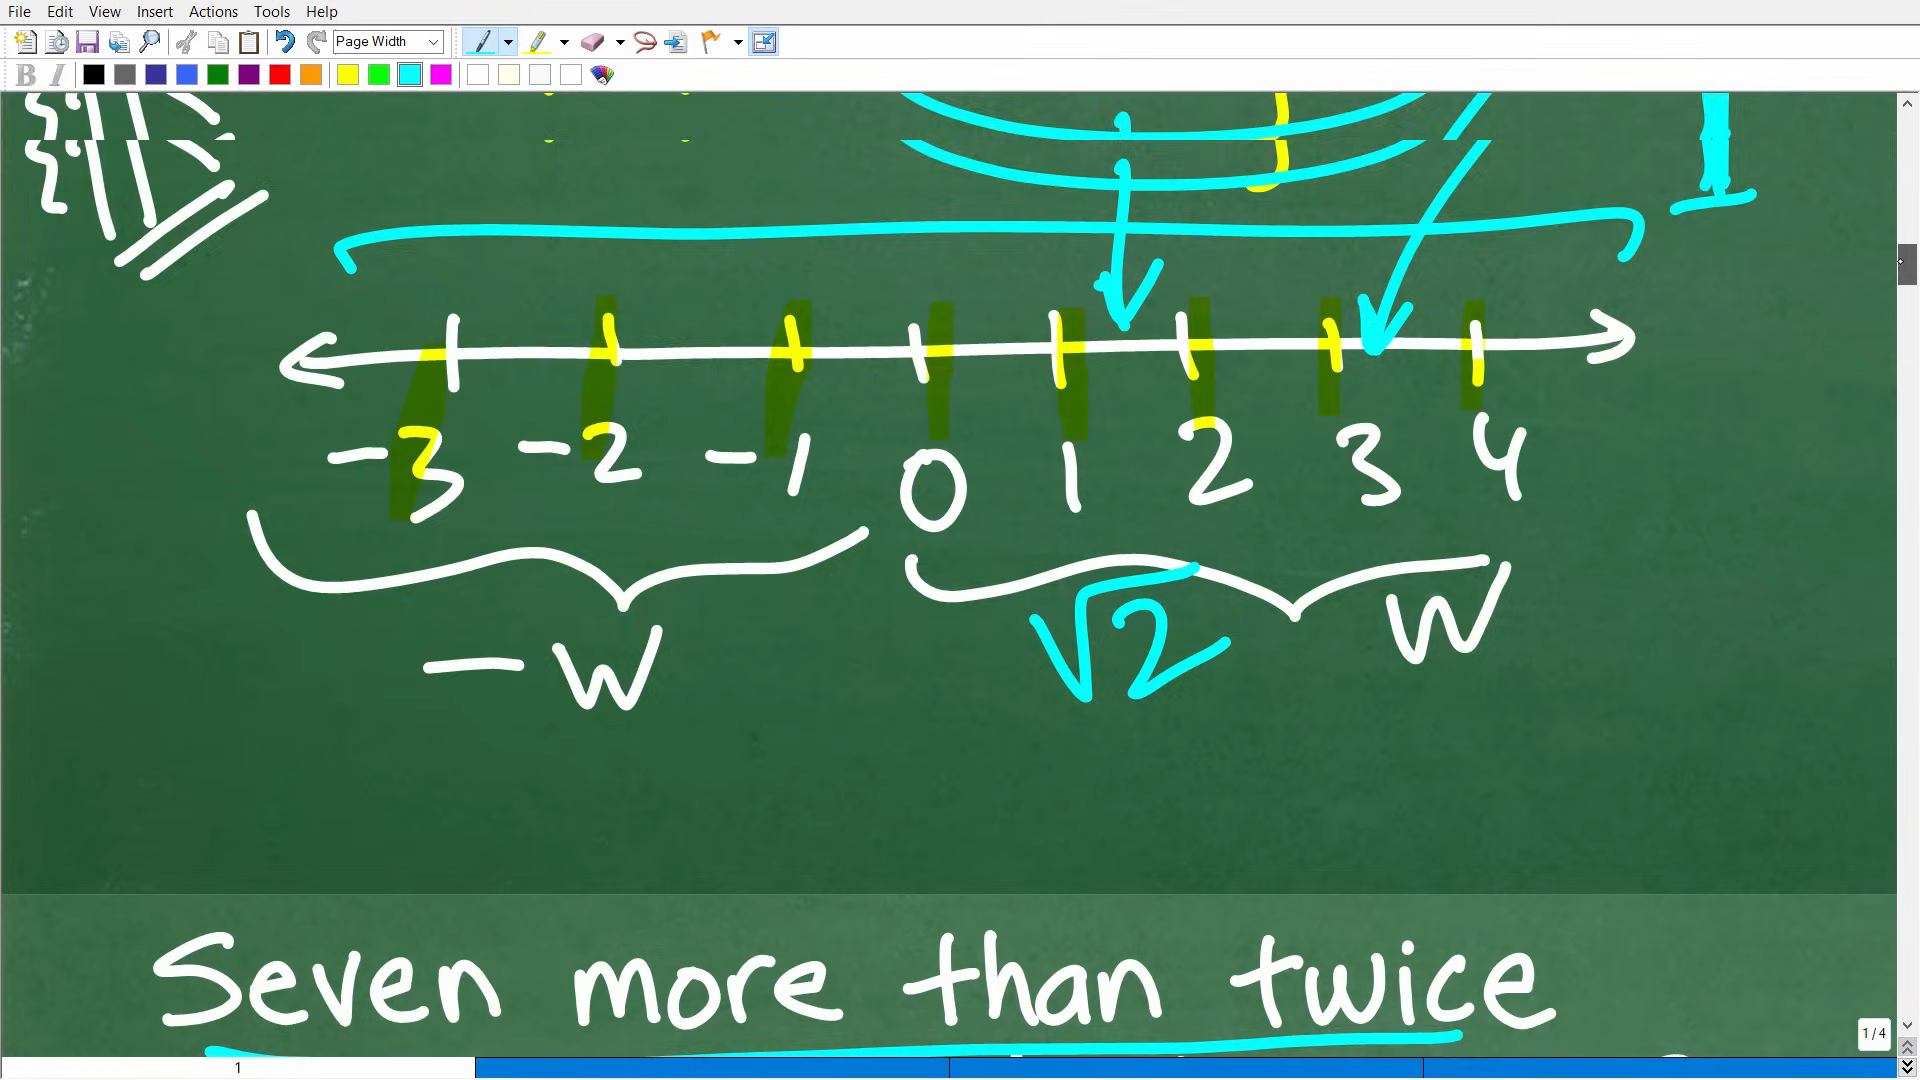 File Edit View Insert Actions Tools Help
Page Width
B I
-3 -2 -1 0 1 2 3 4
-W √2 W
Seven more than twice
1 / 4
1